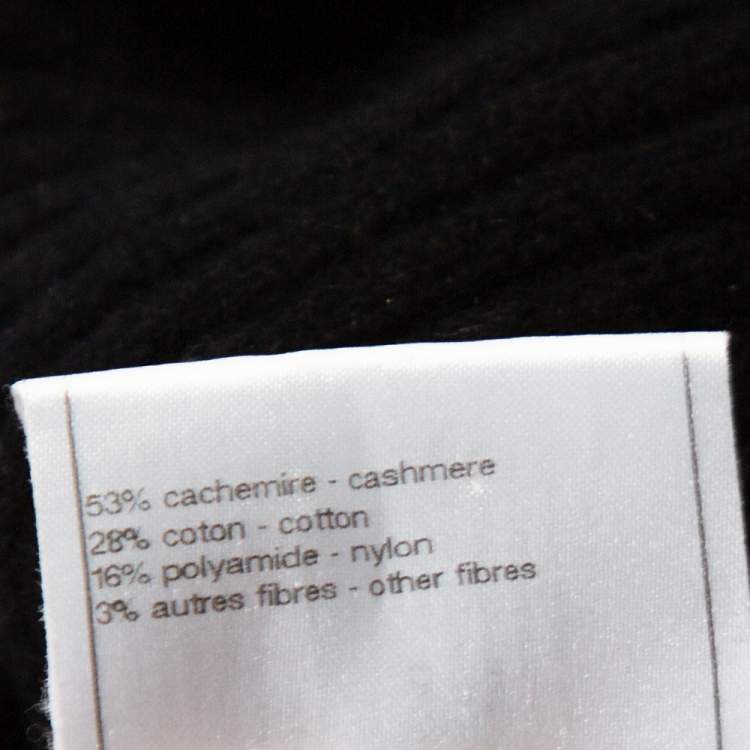 53% cachemire - cashmere
28% coton - cotton
16% polyamide - nylon
3% autres fibres - other fibres